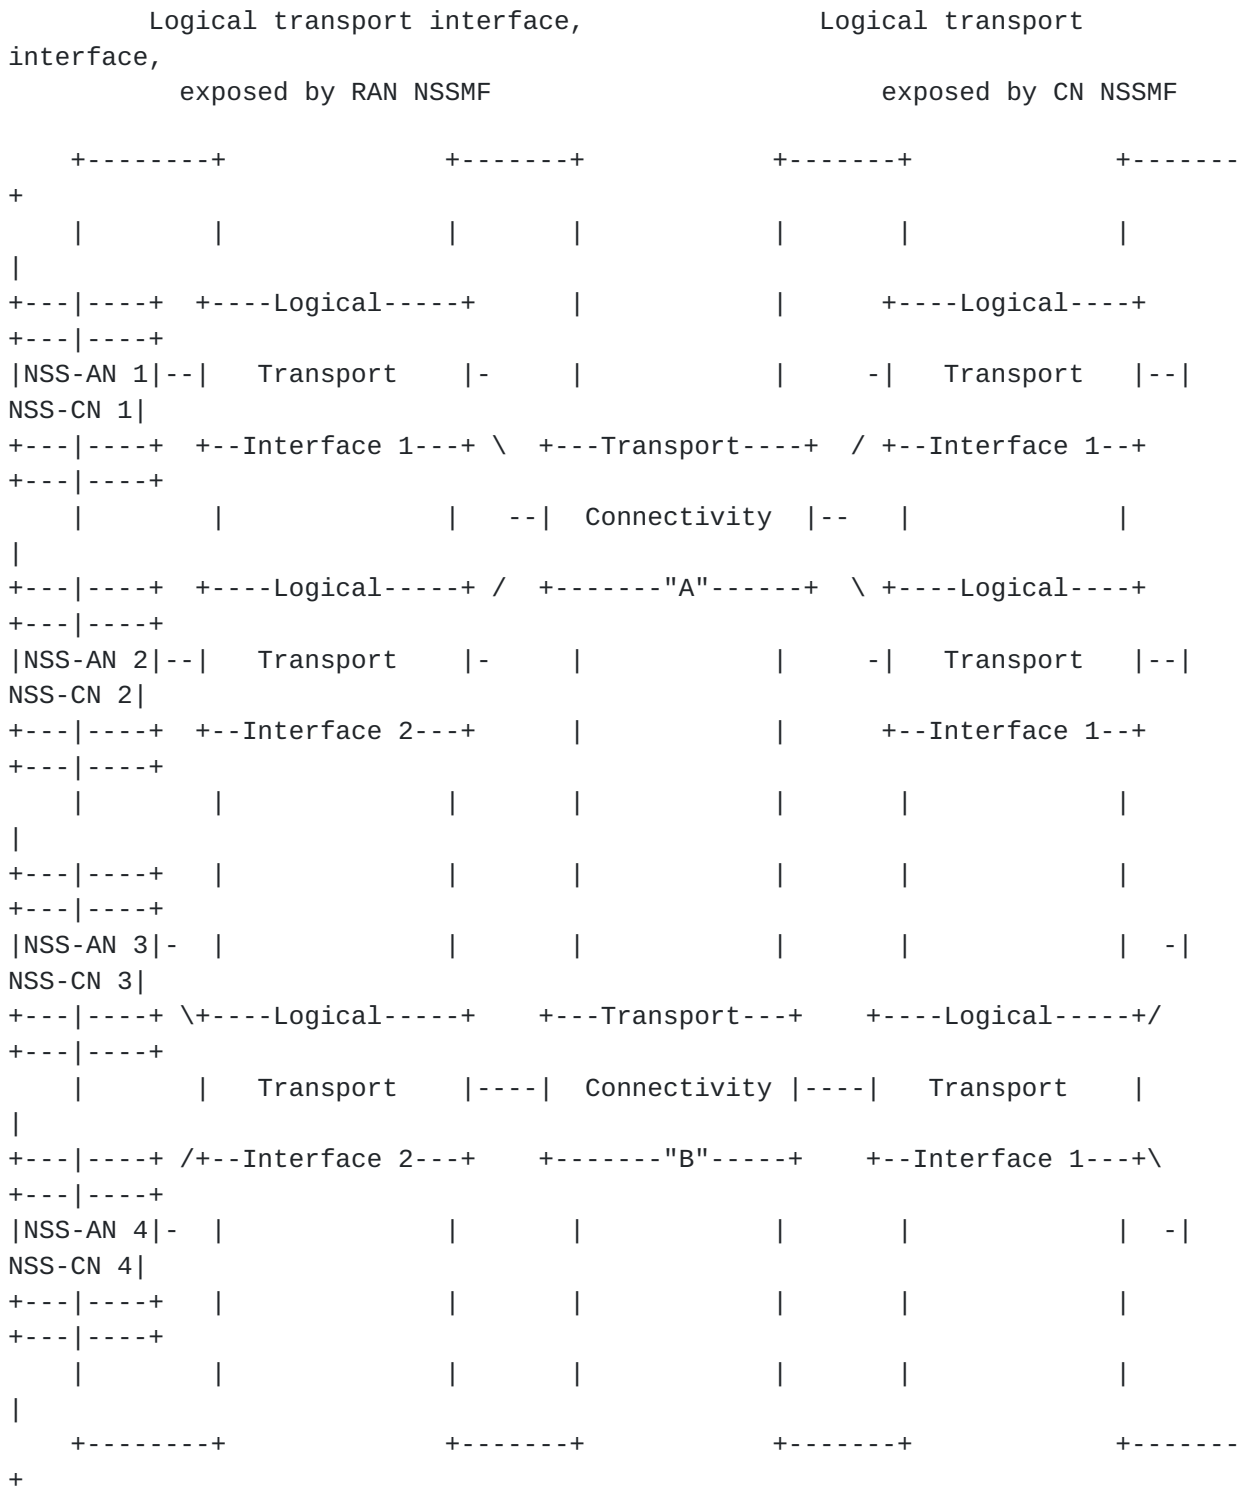 Logical transport interface,               Logical transport
interface,
           exposed by RAN NSSMF                         exposed by CN NSSMF

    +--------+              +-------+            +-------+             +-------
+
    |        |              |       |            |       |             |
|
+---|----+  +----Logical-----+      |            |      +----Logical----+
+---|----+
|NSS-AN 1|--|   Transport    |-     |            |     -|   Transport   |--|
NSS-CN 1|
+---|----+  +--Interface 1---+ \  +---Transport----+  / +--Interface 1--+
+---|----+
    |        |              |   --|  Connectivity  |--   |             |
|
+---|----+  +----Logical-----+ /  +-------"A"------+  \ +----Logical----+
+---|----+
|NSS-AN 2|--|   Transport    |-     |            |     -|   Transport   |--|
NSS-CN 2|
+---|----+  +--Interface 2---+      |            |      +--Interface 1--+
+---|----+
    |        |              |       |            |       |             |
|
+---|----+   |              |       |            |       |             |
+---|----+
|NSS-AN 3|-  |              |       |            |       |             |  -|
NSS-CN 3|
+---|----+ \+----Logical-----+    +---Transport---+    +----Logical-----+/
+---|----+
    |       |   Transport    |----|  Connectivity |----|   Transport    |
|
+---|----+ /+--Interface 2---+    +-------"B"-----+    +--Interface 1---+\
+---|----+
|NSS-AN 4|-  |              |       |            |       |             |  -|
NSS-CN 4|
+---|----+   |              |       |            |       |             |
+---|----+
    |        |              |       |            |       |             |
|
    +--------+              +-------+            +-------+             +-------
+